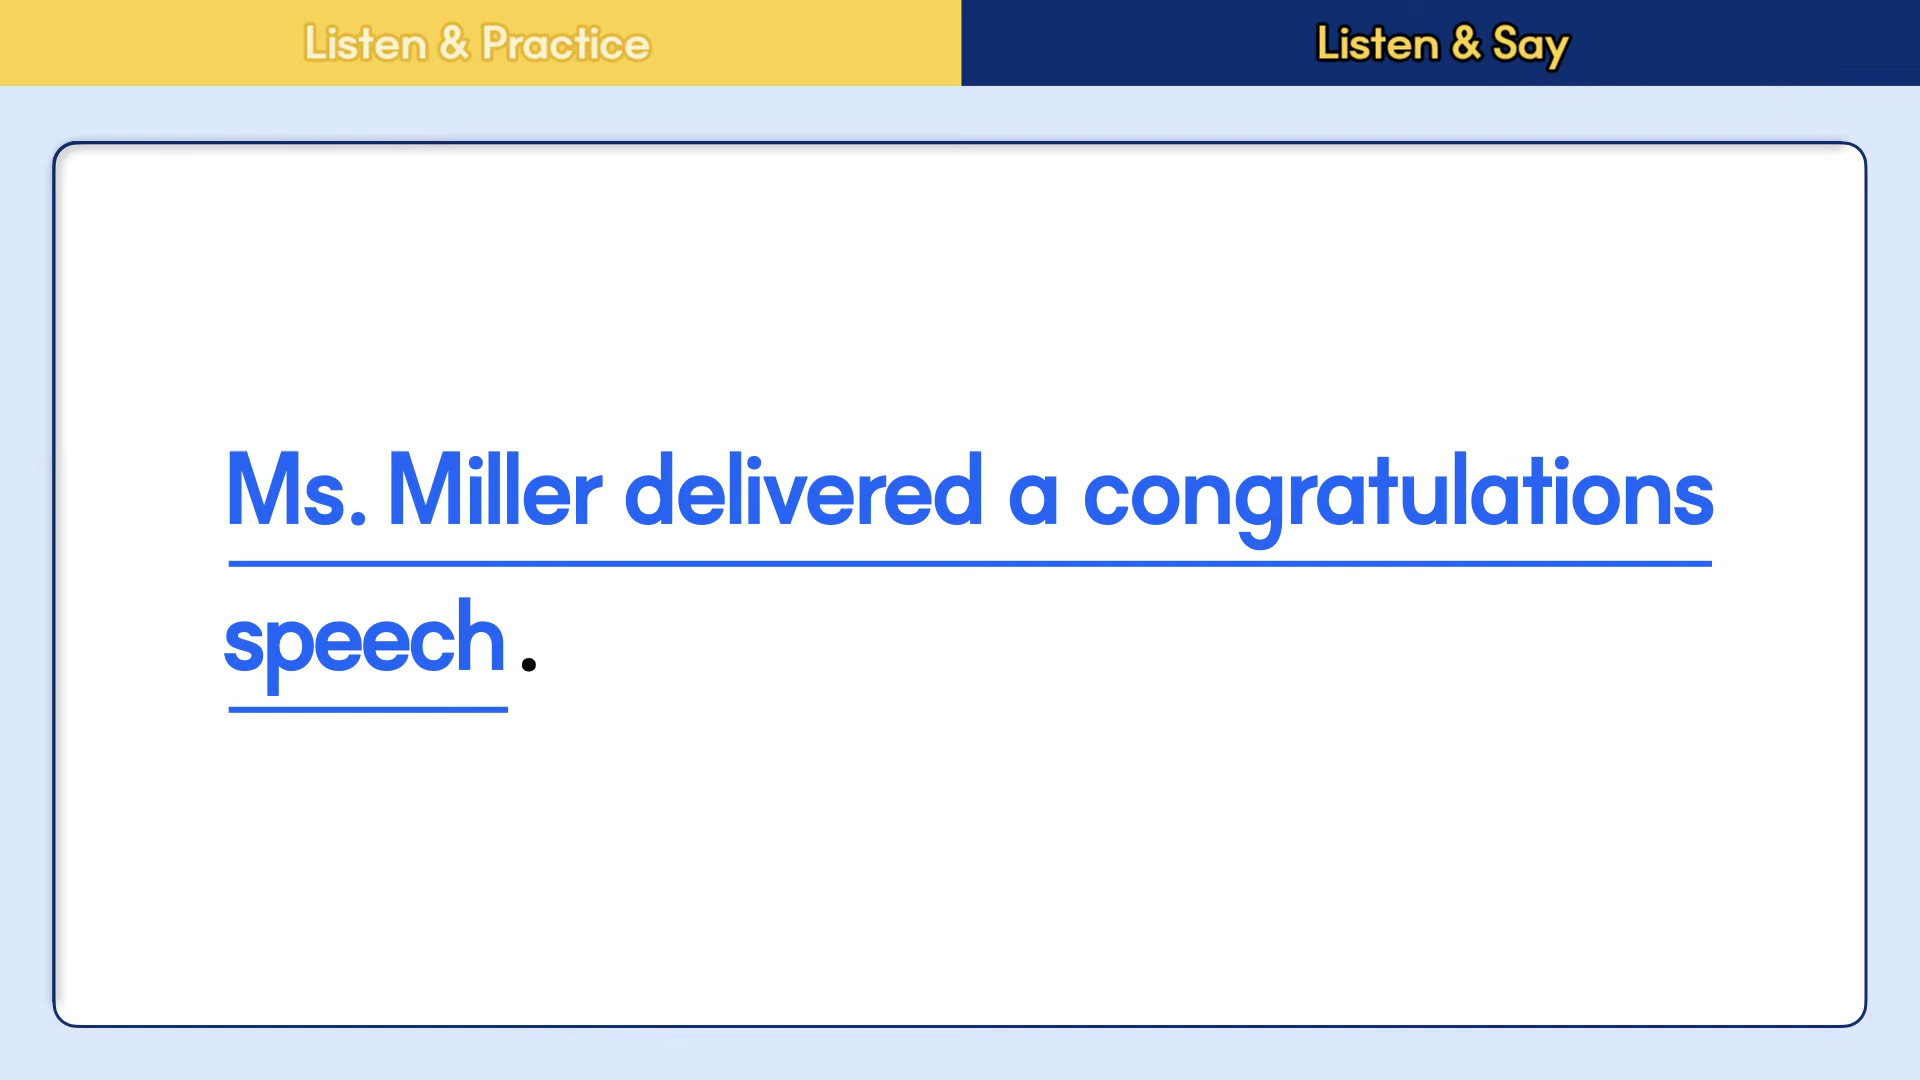 Listen & Practice
Listen & Say
Ms. Miller delivered a congratulations
speech.